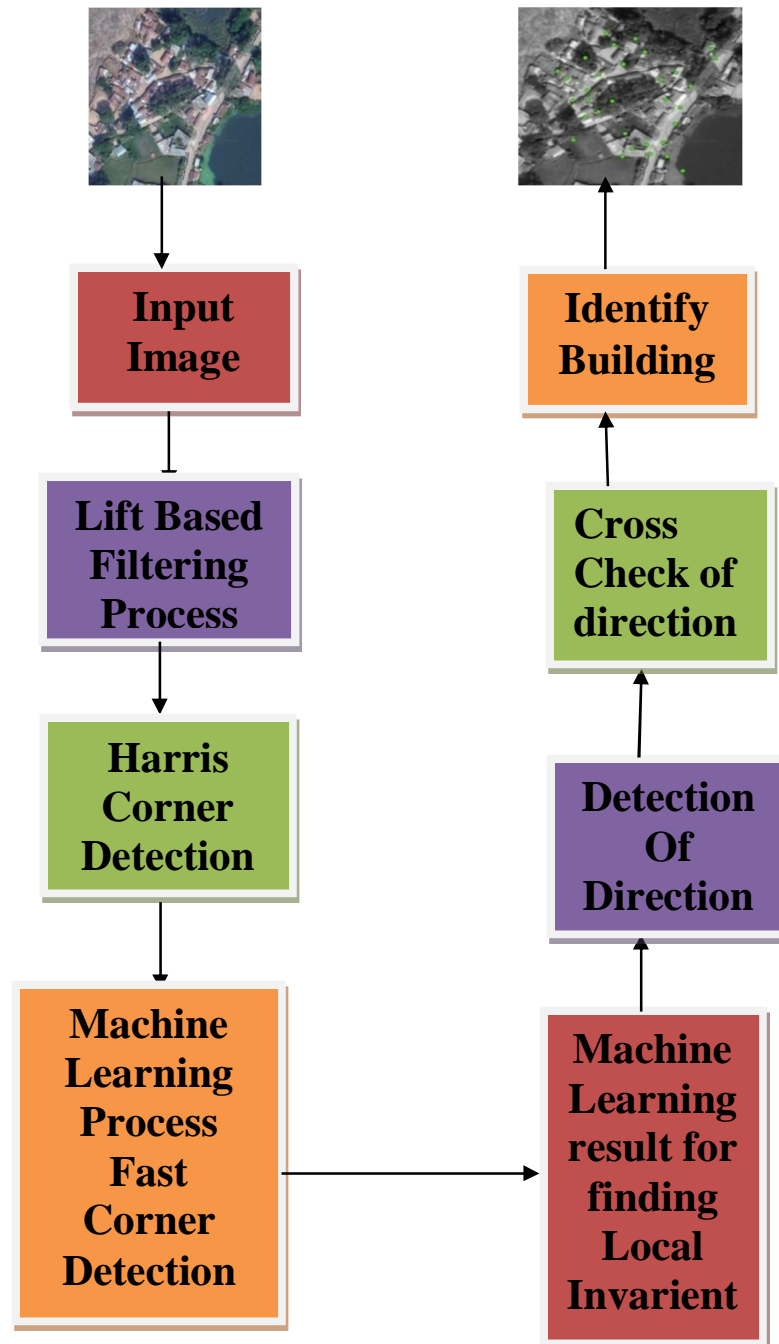 Input
Image
Lift Based
Filtering
Process
Harris
Corner
Detection
Machine
Learning
Process
Fast
Corner
Detection
Machine
Learning
result for
finding
Local
Invarient
Detection
Of
Direction
Cross
Check of
direction
Identify
Building